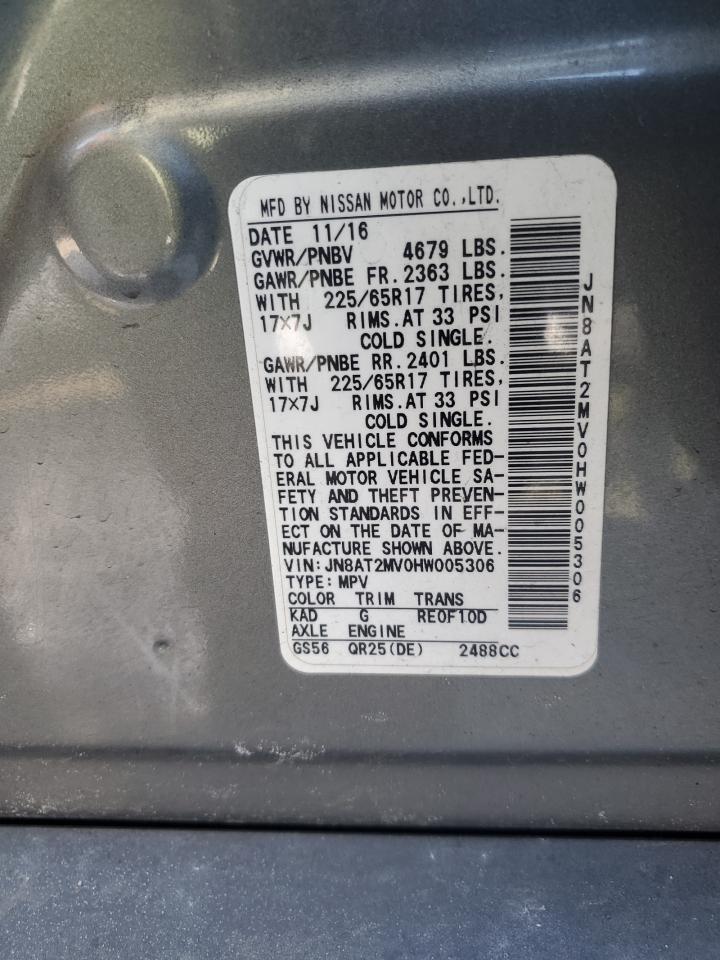 MFD BY NISSAN MOTOR CO.,LTD.
DATE 11/16
GVWR/PNBV 4679 LBS.
GAWR/PNBE FR.2363 LBS.
WITH 225/65R17 TIRES,
17×7J RIMS.AT 33 PSI
COLD SINGLE.
GAWR/PNBE RR.2401 LBS.
WITH 225/65R17 TIRES,
17×7J RIMS.AT 33 PSI
COLD SINGLE.
THIS VEHICLE CONFORMS
TO ALL APPLICABLE FED-
ERAL MOTOR VEHICLE SA-
FETY AND THEFT PREVEN-
TION STANDARDS IN EFF-
ECT ON THE DATE OF MA-
NUFACTURE SHOWN ABOVE.
VIN:JN8AT2MV0HW005306
TYPE:MPV
COLOR TRIM TRANS
KAD G RE0F10D
AXLE ENGINE
GS56 QR25(DE) 2488CC
JN8AT2MV0HW005306